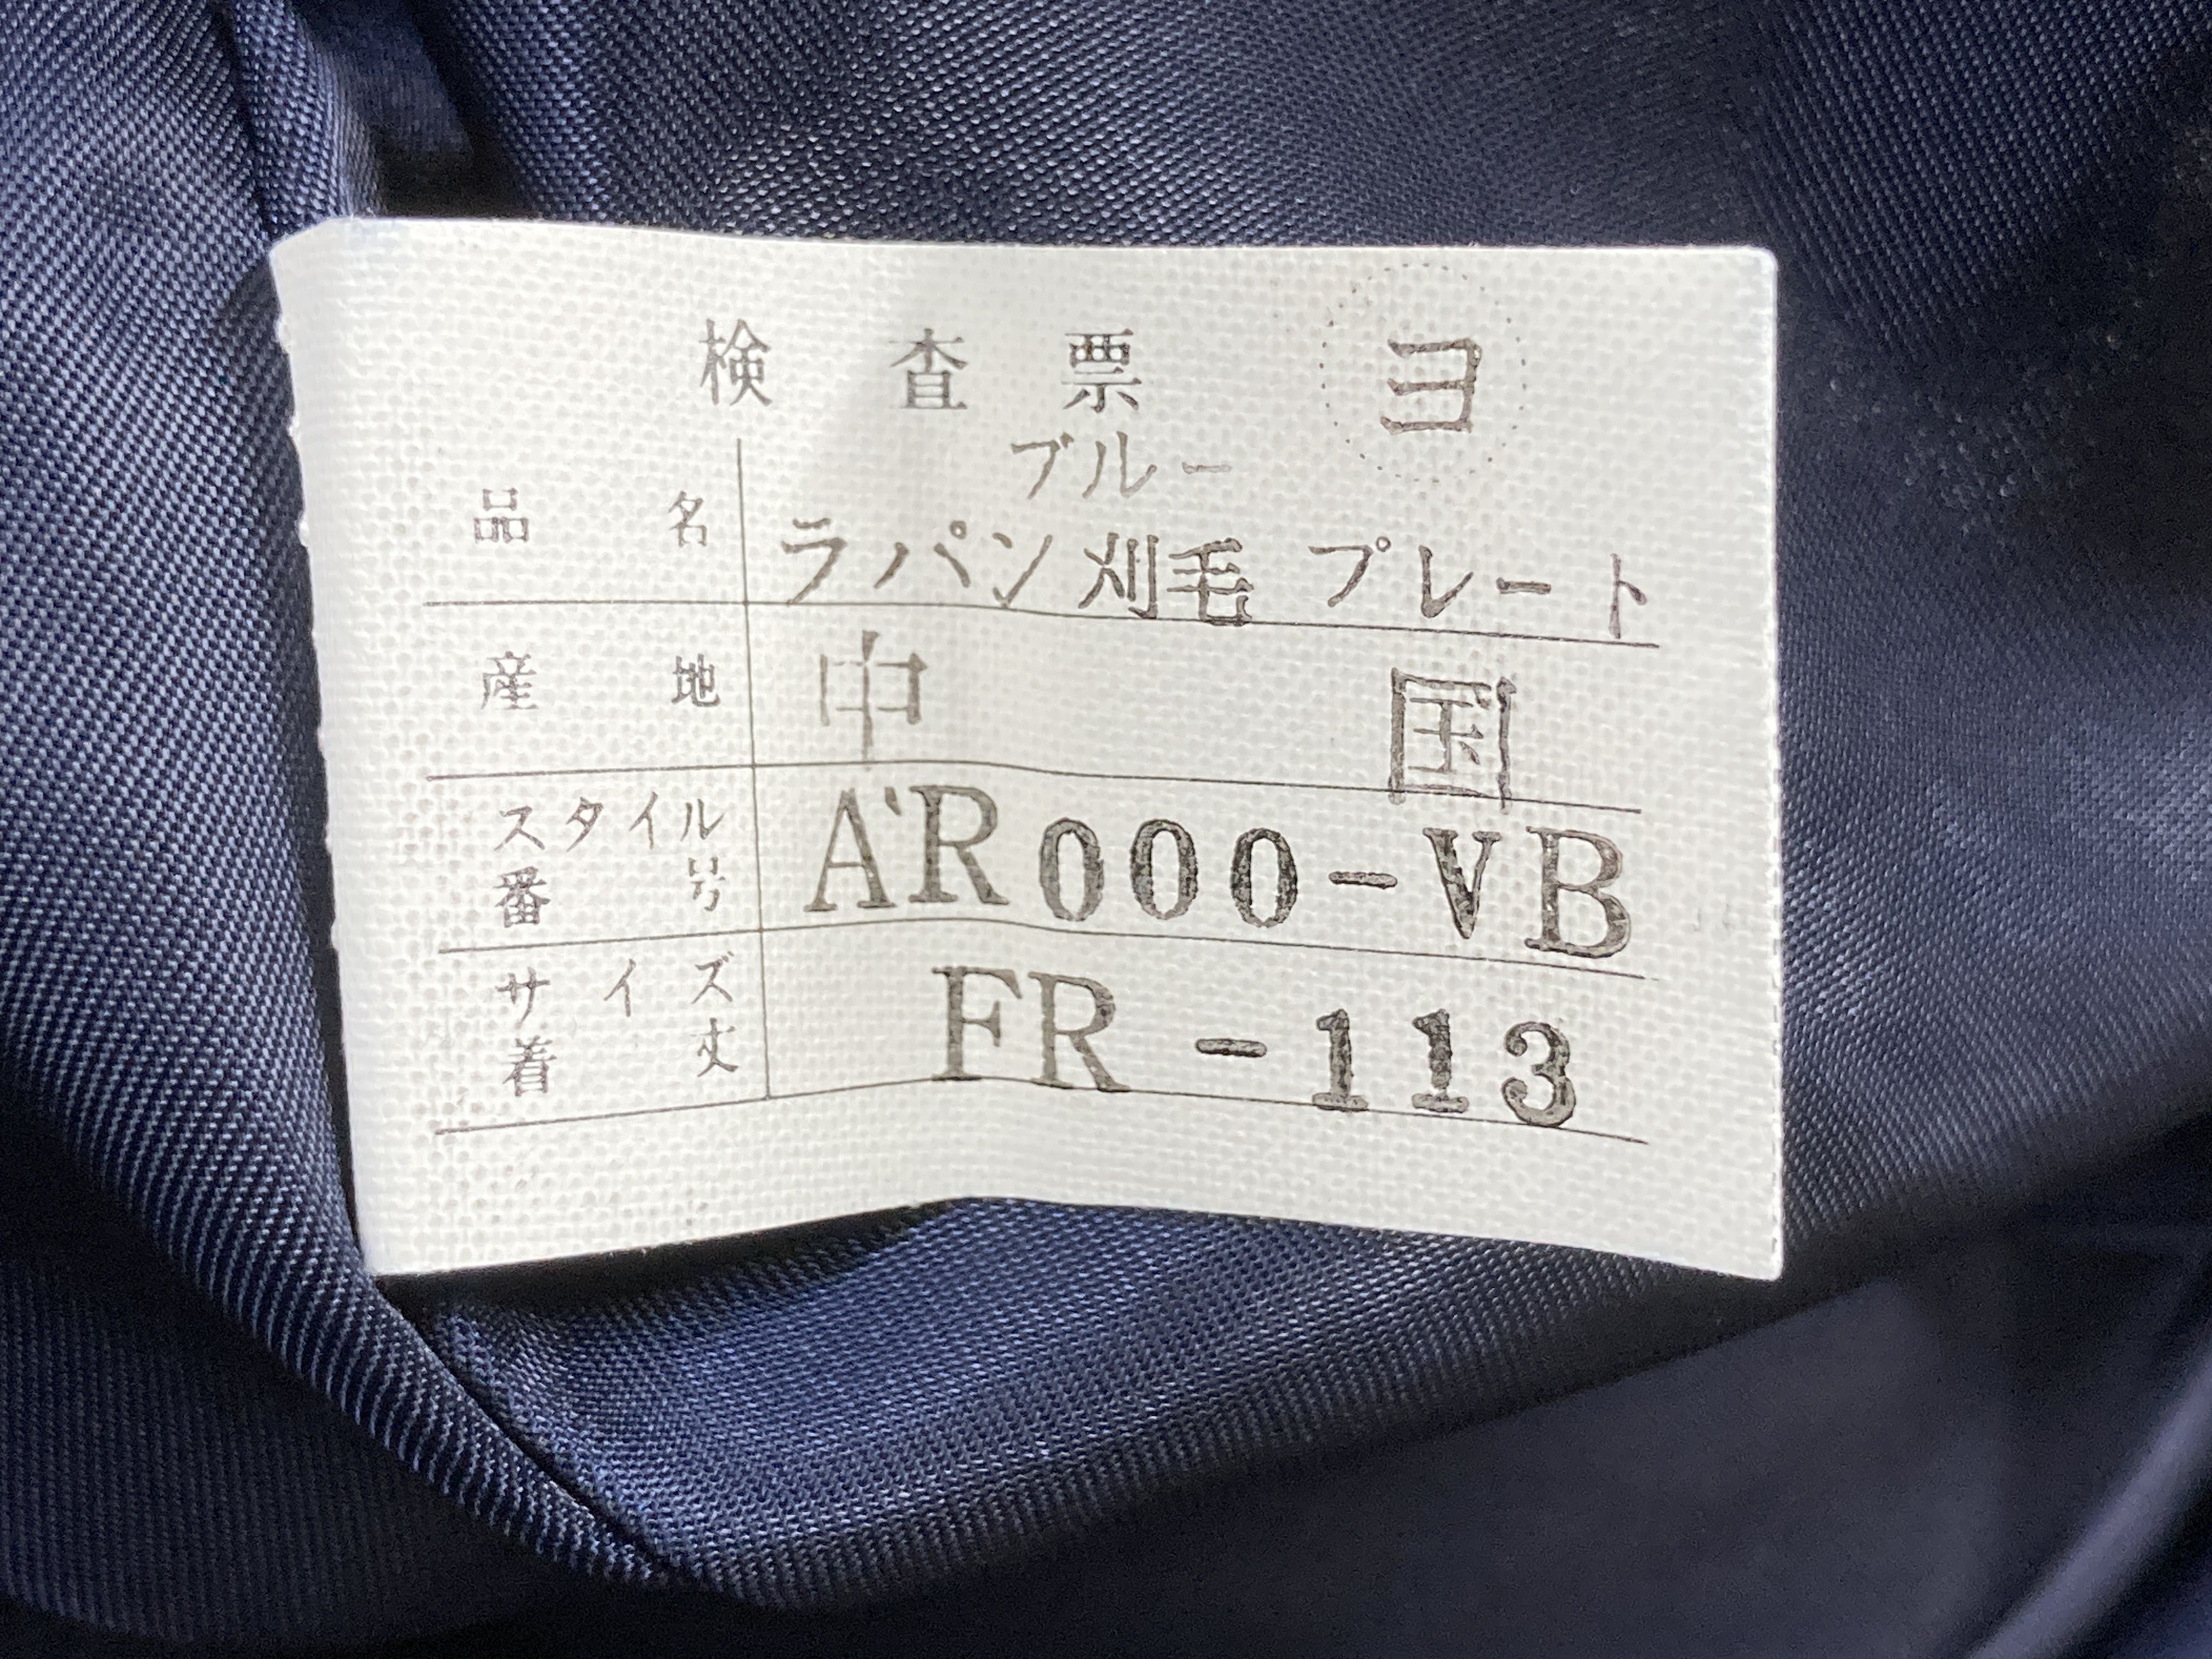 検査票 ヨ
ブルー
品名 ラパン刈毛 プレート
産地 中国
スタイル
番号 A'R000-VB
サイズ
着丈 FR-113